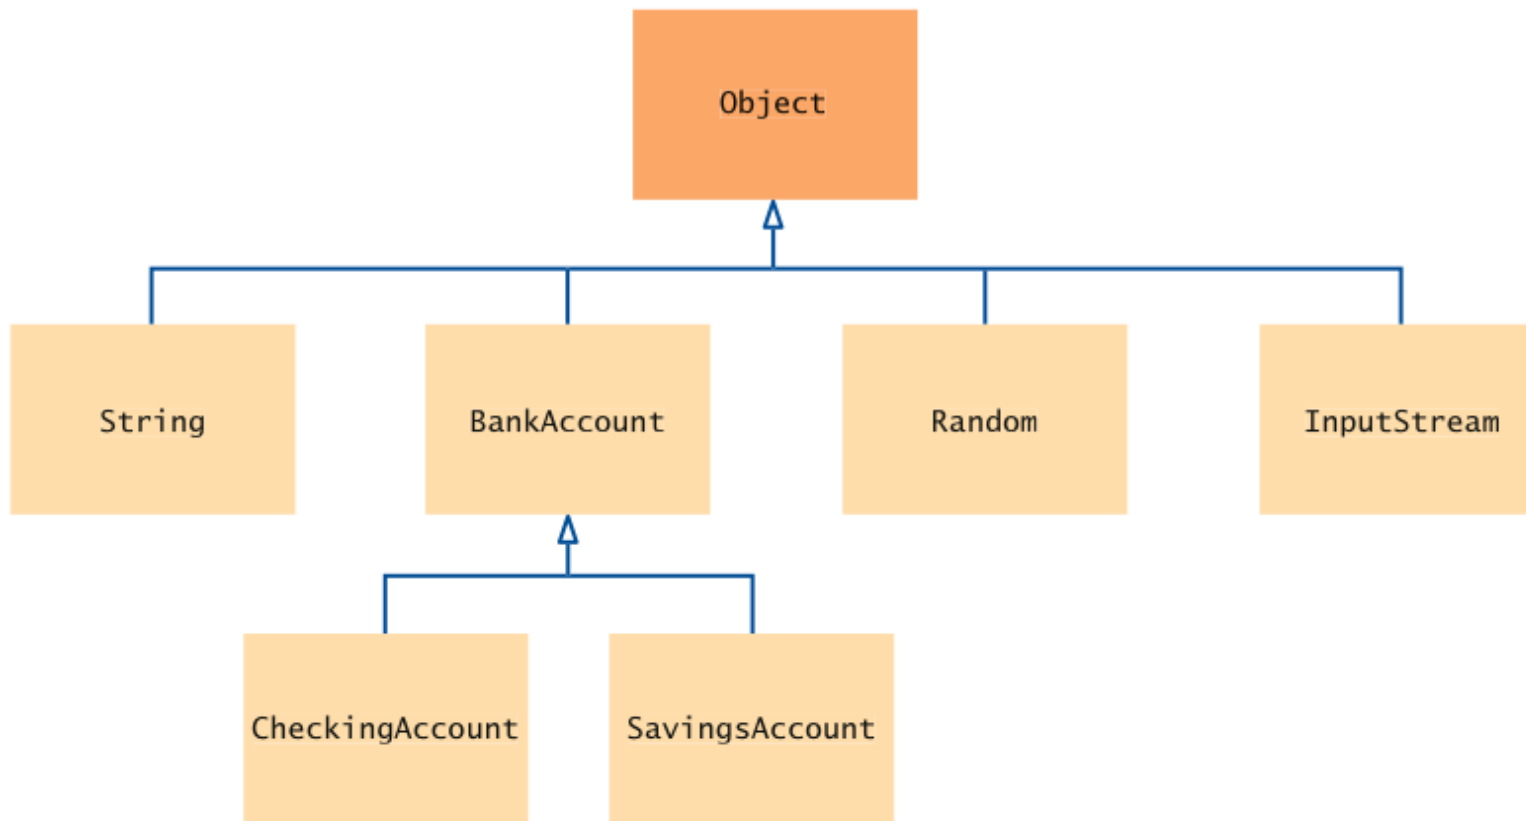 Object
String
BankAccount
Random
InputStream
CheckingAccount
SavingsAccount